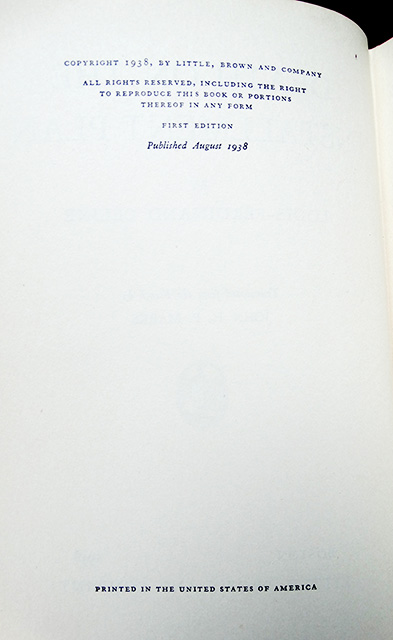 COPYRIGHT 1938, BY LITTLE, BROWN AND COMPANY
ALL RIGHTS RESERVED, INCLUDING THE RIGHT
TO REPRODUCE THIS BOOK OR PORTIONS
THEREOF IN ANY FORM
FIRST EDITION
Published August 1938
PRINTED IN THE UNITED STATES OF AMERICA